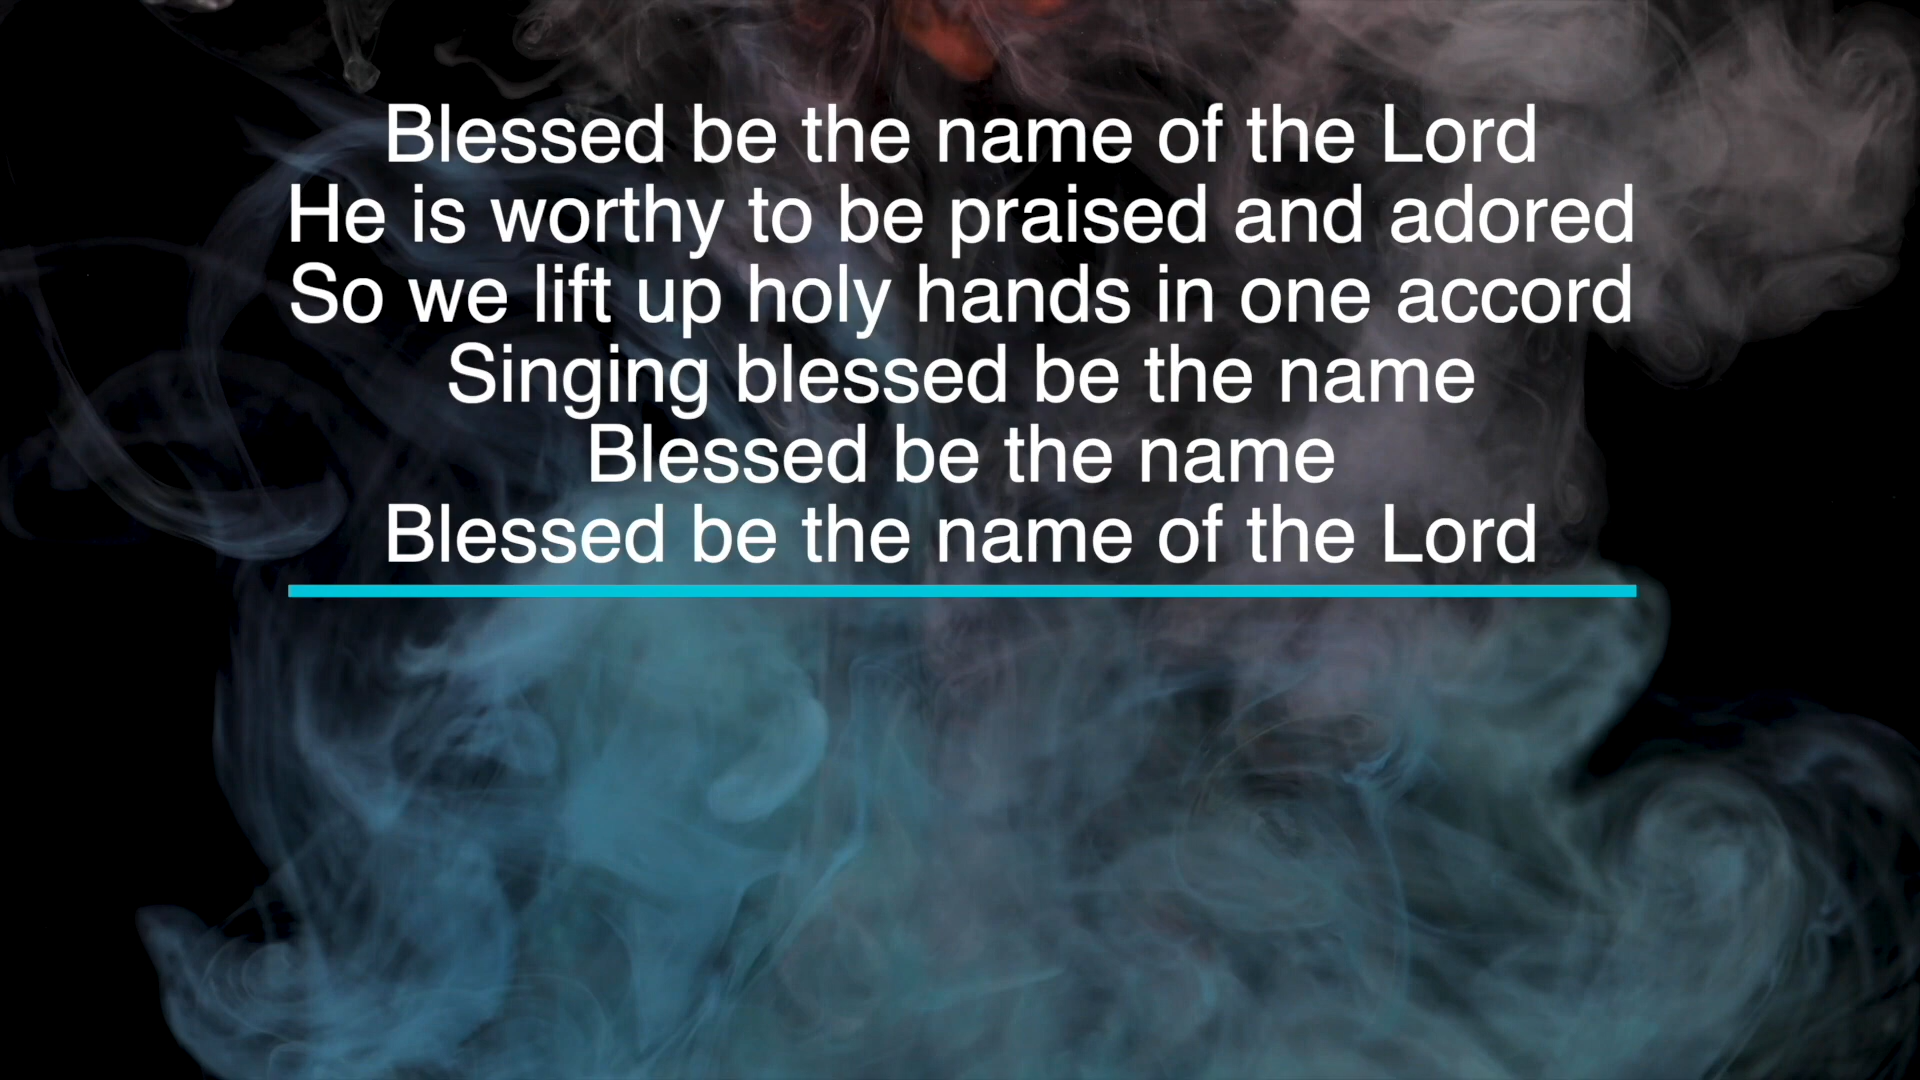 Blessed be the name of the Lord
He is worthy to be praised and adored
So we lift up holy hands in one accord
Singing blessed be the name
Blessed be the name
Blessed be the name of the Lord